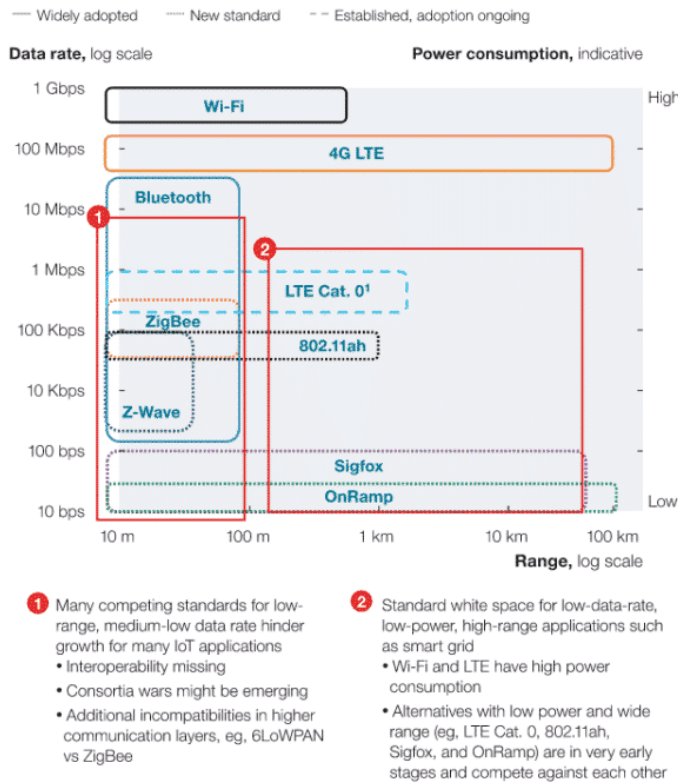 Widely adopted
New standard
Established, adoption ongoing
Data rate, log scale
Power consumption, indicative
1 Gbps
High
Wi-Fi
100 Mbps
4G LTE
Bluetooth
10 Mbps
1
2
1 Mbps
LTE Cat. 0¹
ZigBee
100 Kbps
802.11ah
10 Kbps
Z-Wave
100 bps
Sigfox
OnRamp
10 bps
Low
10 m
100 m
1 km
10 km
100 km
Range, log scale
1
Many competing standards for low-
range, medium-low data rate hinder
growth for many IoT applications
• Interoperability missing
• Consortia wars might be emerging
• Additional incompatibilities in higher
communication layers, eg, 6LoWPAN
vs ZigBee
2
Standard white space for low-data-rate,
low-power, high-range applications such
as smart grid
• Wi-Fi and LTE have high power
consumption
• Alternatives with low power and wide
range (eg, LTE Cat. 0, 802.11ah,
Sigfox, and OnRamp) are in very early
stages and compete against each other